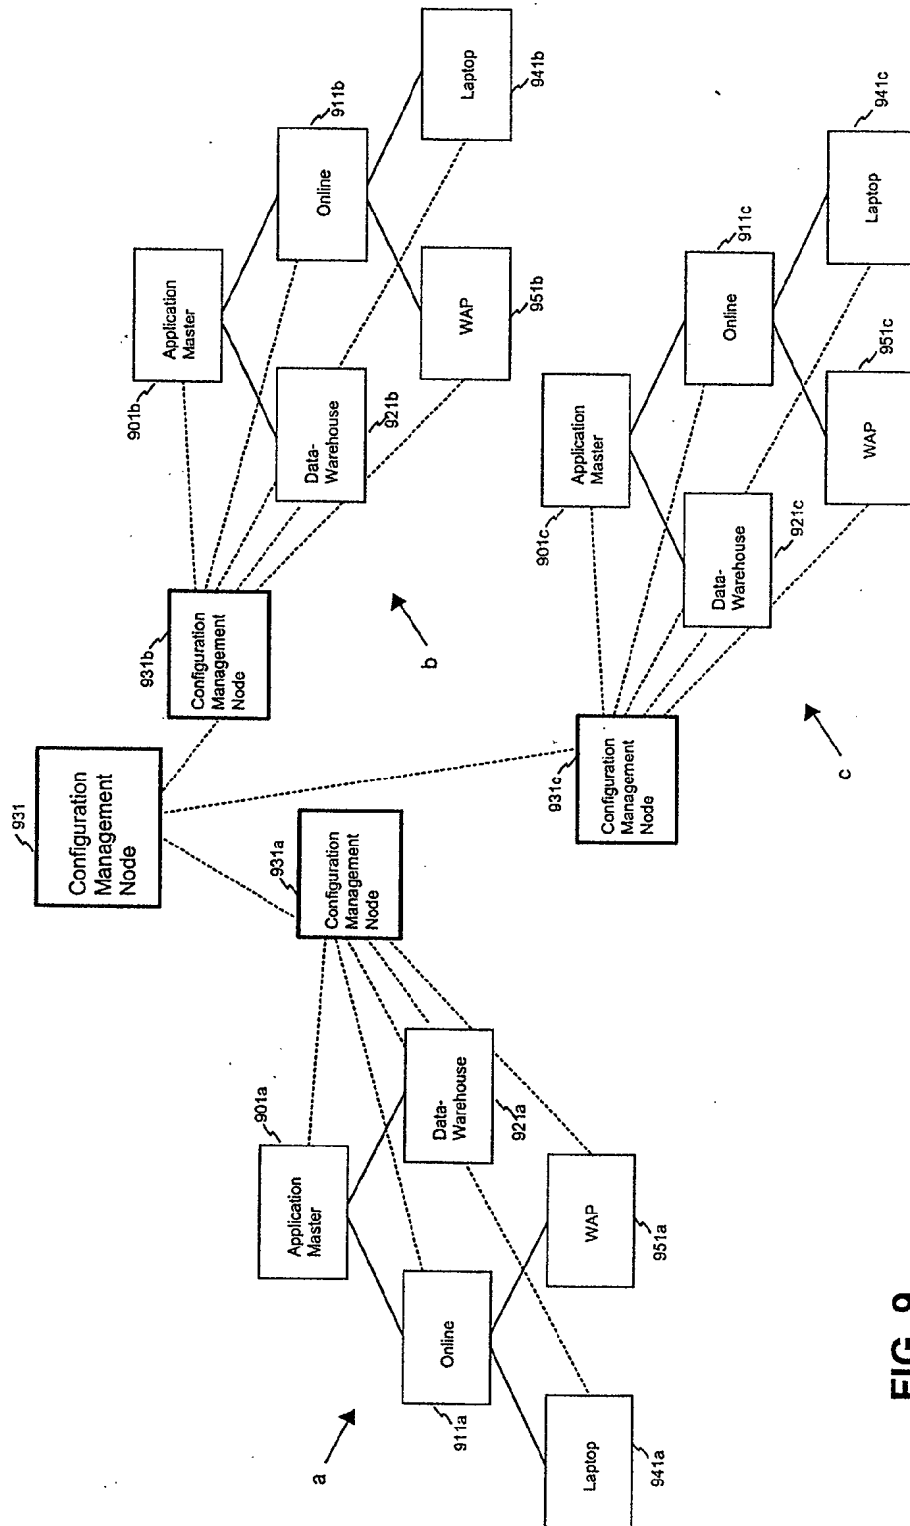 931
Configuration
Management
Node
931a
Configuration
Management
Node
901a
Application
Master
Data-
Warehouse
921a
Online
911a
WAP
951a
Laptop
941a
a
931b
Configuration
Management
Node
901b
Application
Master
Data-
Warehouse
921b
Online
911b
WAP
951b
Laptop
941b
b
931c
Configuration
Management
Node
901c
Application
Master
Data-
Warehouse
921c
Online
911c
WAP
951c
Laptop
941c
c
FIG. 9